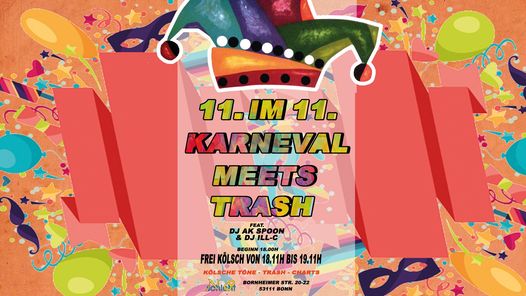 11. IM 11.
KARNEVAL
MEETS
TRASH
FEAT.
DJ AK SPOON
& DJ ILL-C
BEGINN 18.00H
FREI KÖLSCH VON 18.11H BIS 19.11H
KÖLSCHE TÖNE - TRASH - CHARTS
BORNHEIMER STR. 20-22
53111 BONN